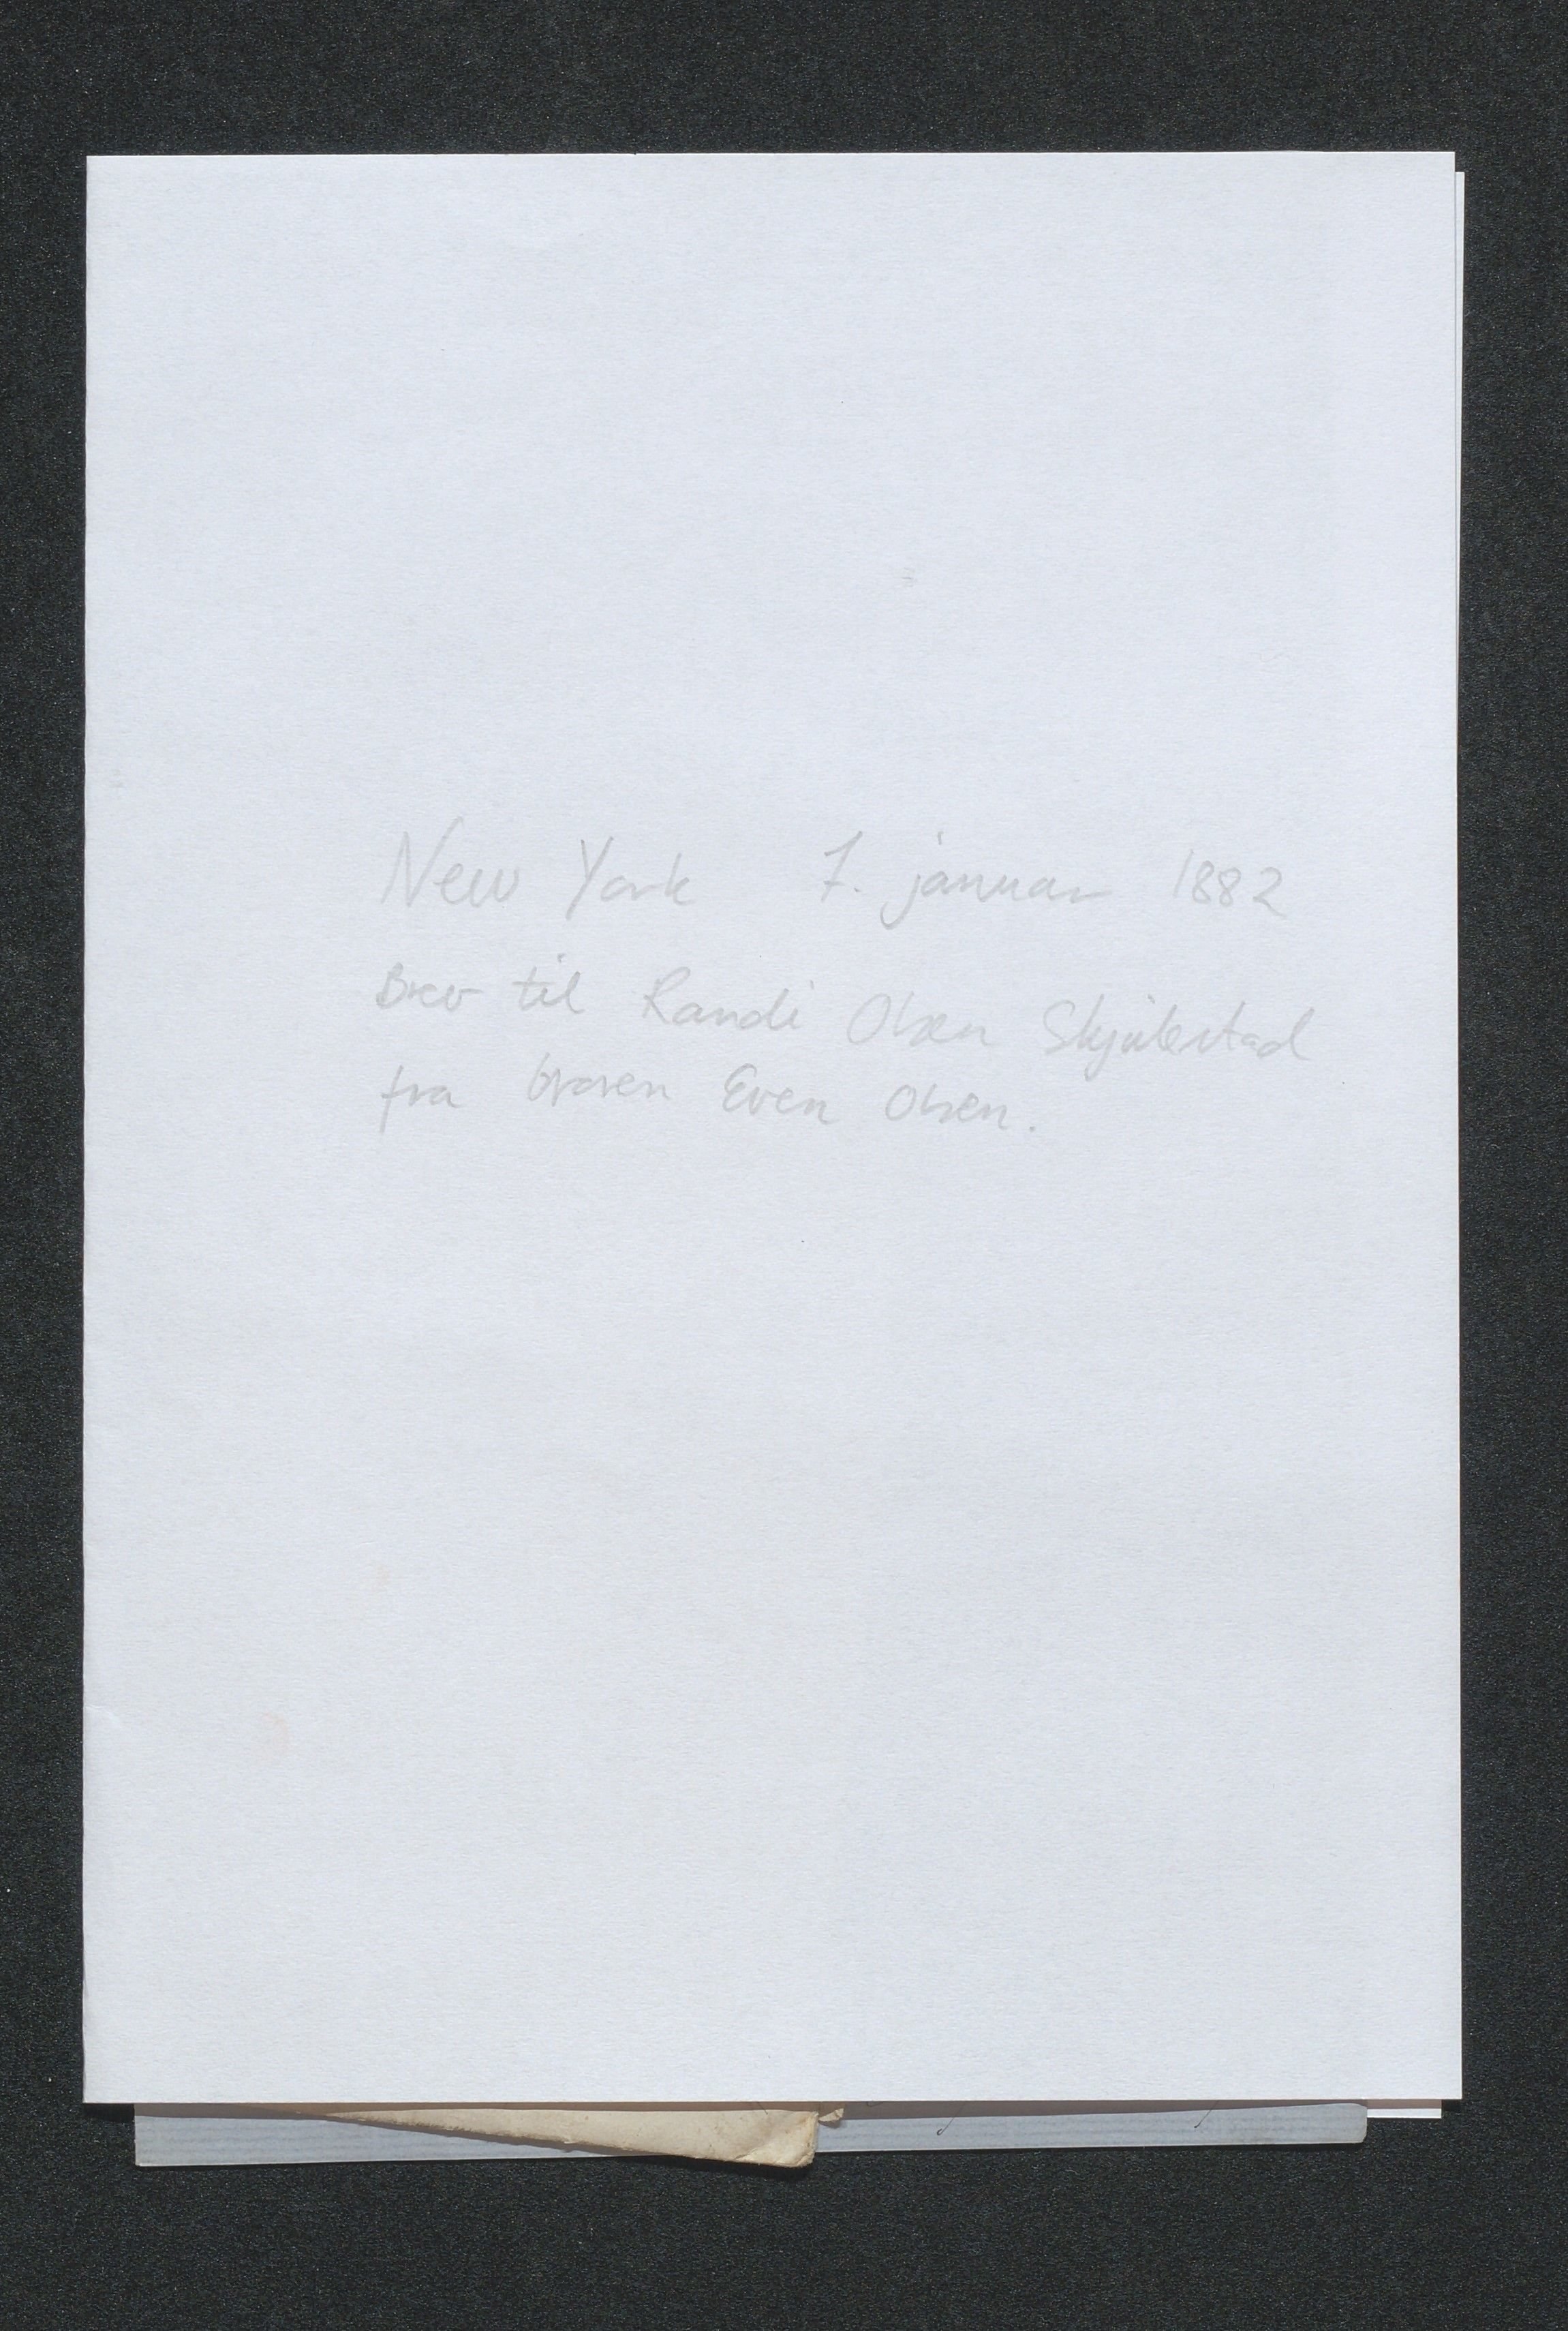 New York 7. januar 1882
Brev til Randi Olsen Skjulestad
fra broren Even Olsen.